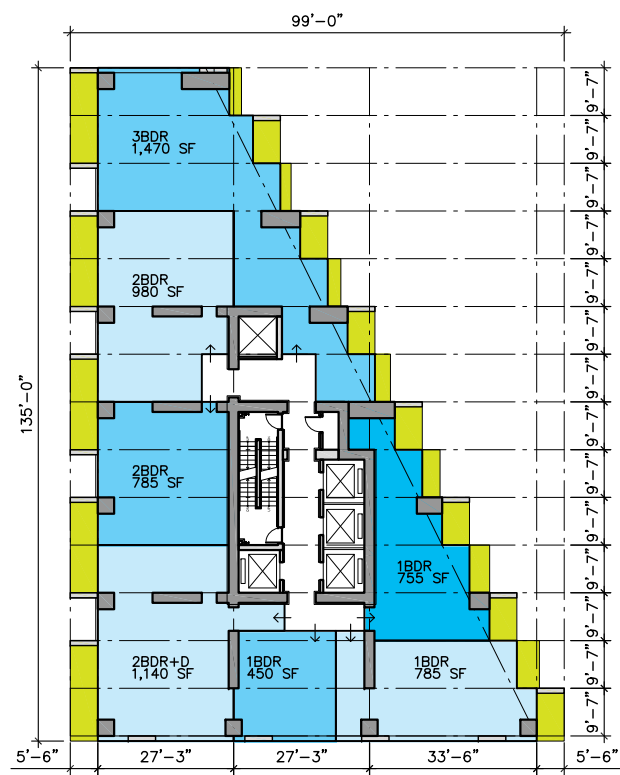 99'-0"
9'-7"
3BDR
1,470 SF
9'-7"
9'-7"
9'-7"
2BDR
980 SF
9'-7"
9'-7"
9'-7"
135'-0"
9'-7"
2BDR
785 SF
9'-7"
9'-7"
1BDR
755 SF
9'-7"
9'-7"
2BDR+D
1,140 SF
1BDR
450 SF
1BDR
785 SF
9'-7"
9'-7"
5'-6"
27'-3"
27'-3"
33'-6"
5'-6"